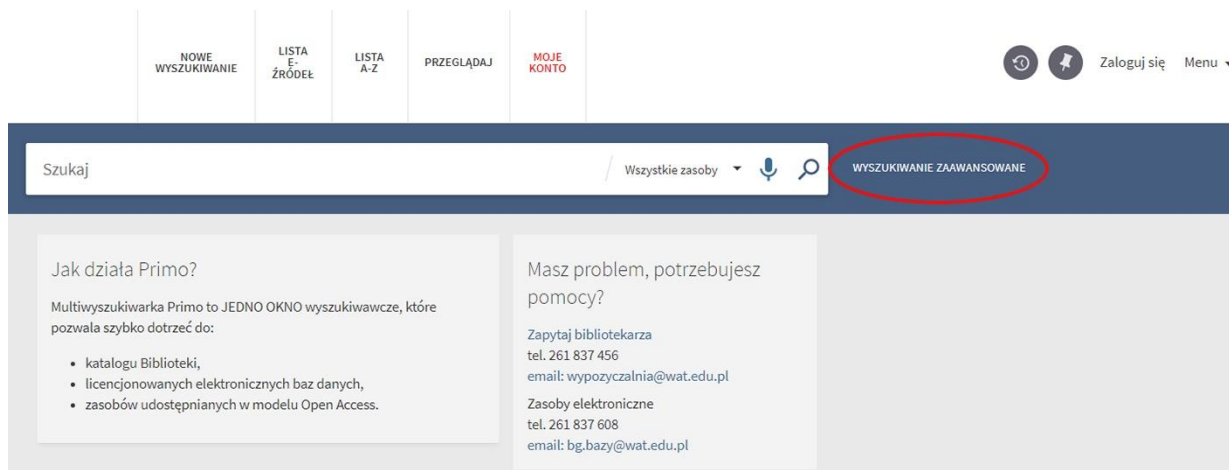 NOWE
WYSZUKIWANIE
LISTA
E-
ŹRÓDEŁ
LISTA
A-Z
PRZEGLĄDAJ
MOJE
KONTO
Zaloguj się
Menu
Szukaj
Wszystkie zasoby
WYSZUKIWANIE ZAAWANSOWANE
Jak działa Primo?
Multiwyszukiwarka Primo to JEDNO OKNO wyszukiwawcze, które
pozwala szybko dotrzeć do:
• katalogu Biblioteki,
• licencjonowanych elektronicznych baz danych,
• zasobów udostępnianych w modelu Open Access.
Masz problem, potrzebujesz
pomocy?
Zapytaj bibliotekarza
tel. 261 837 456
email: wypozyczalnia@wat.edu.pl
Zasoby elektroniczne
tel. 261 837 608
email: bg.bazy@wat.edu.pl